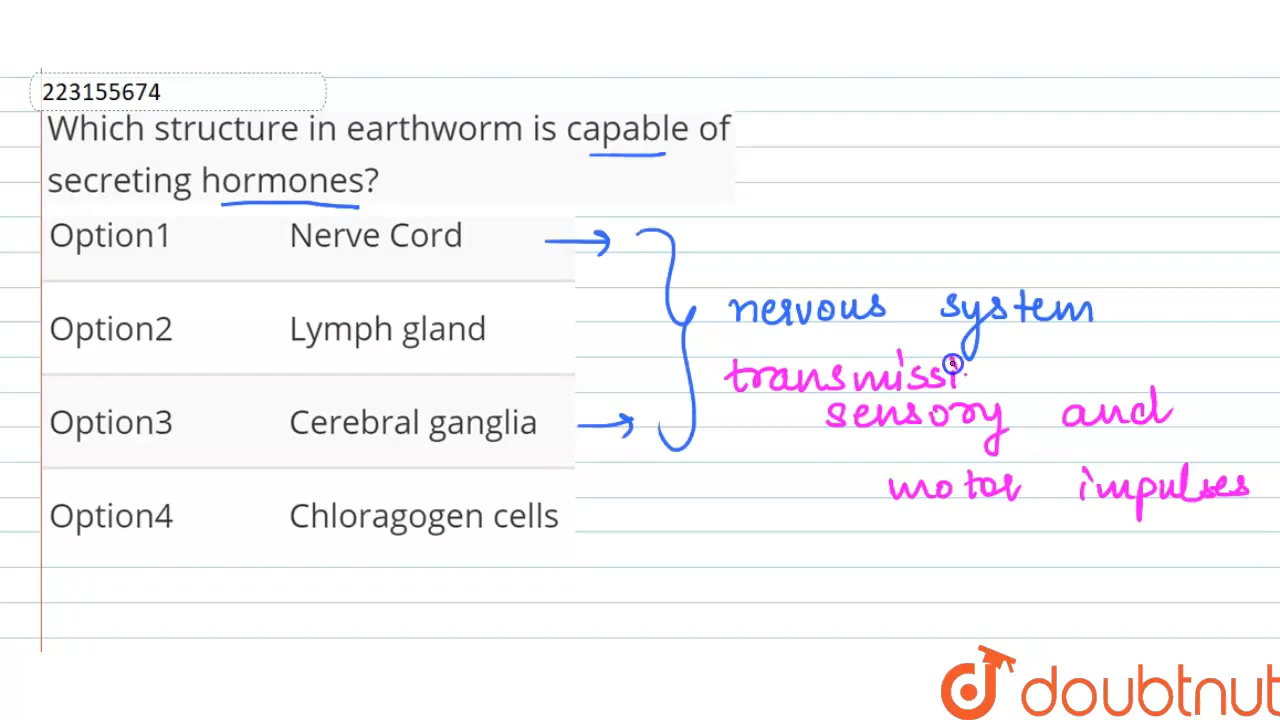 223155674
Which structure in earthworm is capable of
secreting hormones?
Option1 Nerve Cord
Option2 Lymph gland
Option3 Cerebral ganglia
Option4 Chloragogen cells
nervous system
transmissi
sensory and
motor impulses
doubtnut